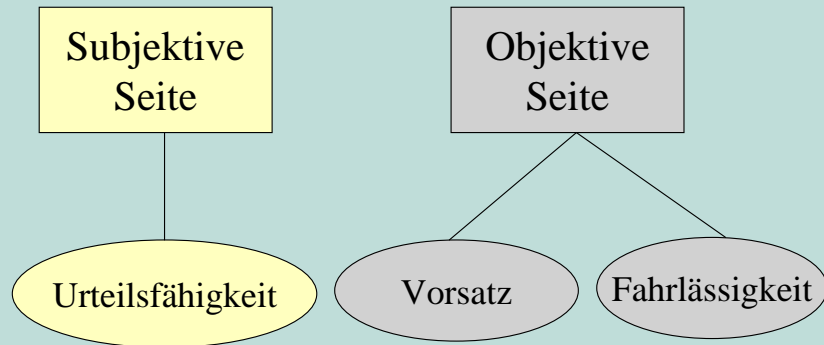 Subjektive
Seite
Objektive
Seite
Urteilsfähigkeit
Vorsatz
Fahrlässigkeit